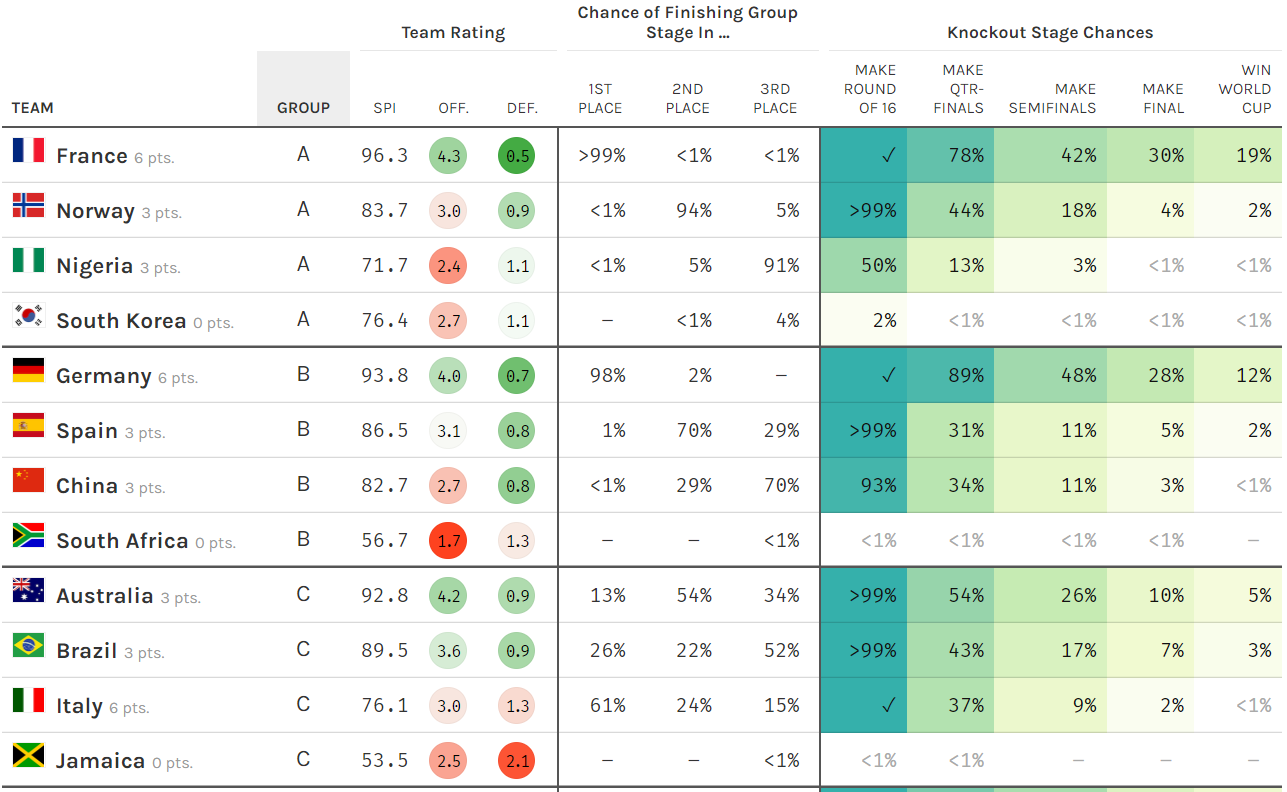 Team Rating
Chance of Finishing Group
Stage In ...
Knockout Stage Chances
TEAM GROUP SPI OFF. DEF. 1ST PLACE 2ND PLACE 3RD PLACE MAKE ROUND OF 16 MAKE QTR-FINALS MAKE SEMIFINALS MAKE FINAL WIN WORLD CUP
France 6 pts. A 96.3 4.3 0.5 >99% <1% <1% ✓ 78% 42% 30% 19%
Norway 3 pts. A 83.7 3.0 0.9 <1% 94% 5% >99% 44% 18% 4% 2%
Nigeria 3 pts. A 71.7 2.4 1.1 <1% 5% 91% 50% 13% 3% <1% <1%
South Korea 0 pts. A 76.4 2.7 1.1 – <1% 4% 2% <1% <1% <1% <1%
Germany 6 pts. B 93.8 4.0 0.7 98% 2% – ✓ 89% 48% 28% 12%
Spain 3 pts. B 86.5 3.1 0.8 1% 70% 29% >99% 31% 11% 5% 2%
China 3 pts. B 82.7 2.7 0.8 <1% 29% 70% 93% 34% 11% 3% <1%
South Africa 0 pts. B 56.7 1.7 1.3 – – <1% <1% <1% <1% <1% –
Australia 3 pts. C 92.8 4.2 0.9 13% 54% 34% >99% 54% 26% 10% 5%
Brazil 3 pts. C 89.5 3.6 0.9 26% 22% 52% >99% 43% 17% 7% 3%
Italy 6 pts. C 76.1 3.0 1.3 61% 24% 15% ✓ 37% 9% 2% <1%
Jamaica 0 pts. C 53.5 2.5 2.1 – – <1% <1% <1% – – –